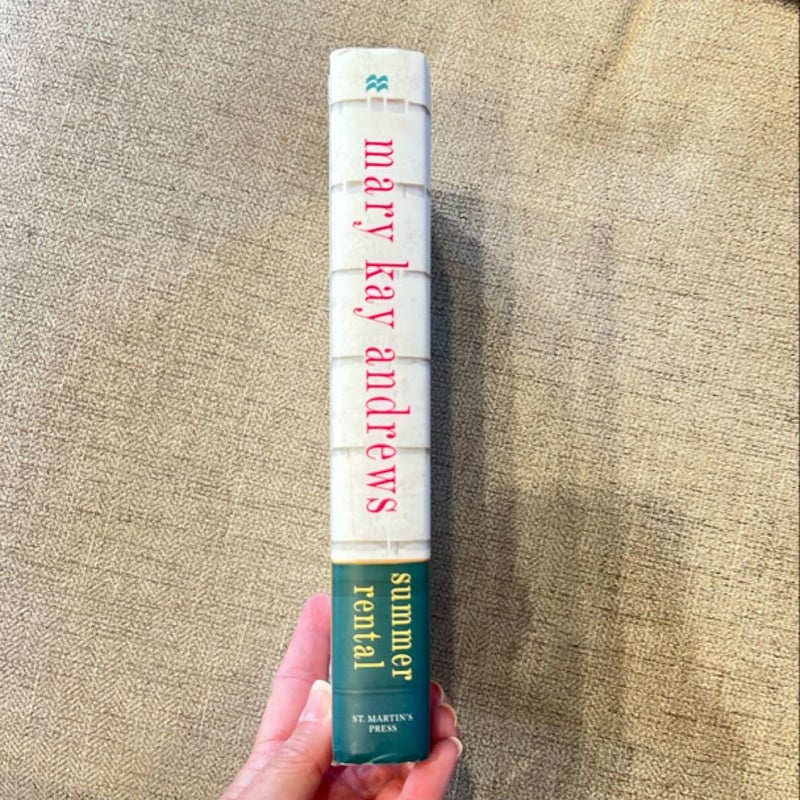 mary kay andrews
summer
rental
ST. MARTIN'S
PRESS